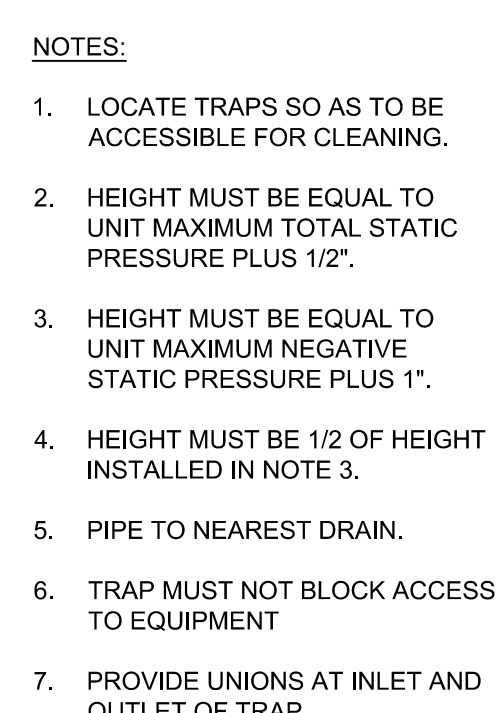 NOTES:
1. LOCATE TRAPS SO AS TO BE
ACCESSIBLE FOR CLEANING.
2. HEIGHT MUST BE EQUAL TO
UNIT MAXIMUM TOTAL STATIC
PRESSURE PLUS 1/2".
3. HEIGHT MUST BE EQUAL TO
UNIT MAXIMUM NEGATIVE
STATIC PRESSURE PLUS 1".
4. HEIGHT MUST BE 1/2 OF HEIGHT
INSTALLED IN NOTE 3.
5. PIPE TO NEAREST DRAIN.
6. TRAP MUST NOT BLOCK ACCESS
TO EQUIPMENT
7. PROVIDE UNIONS AT INLET AND
OUTLET OF TRAP